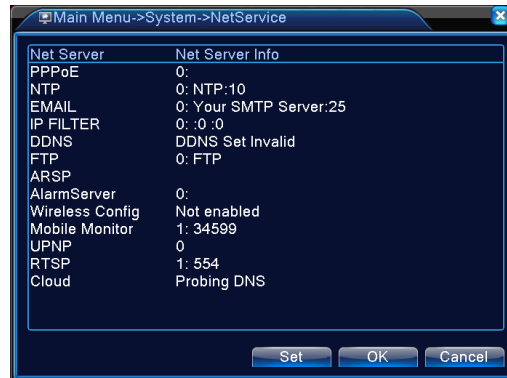 Main Menu->System->NetService
Net Server Net Server Info
PPPoE 0:
NTP 0: NTP:10
EMAIL 0: Your SMTP Server:25
IP FILTER 0: :0 :0
DDNS DDNS Set Invalid
FTP 0: FTP
ARSP
AlarmServer 0:
Wireless Config Not enabled
Mobile Monitor 1: 34599
UPNP 0
RTSP 1: 554
Cloud Probing DNS
Set OK Cancel